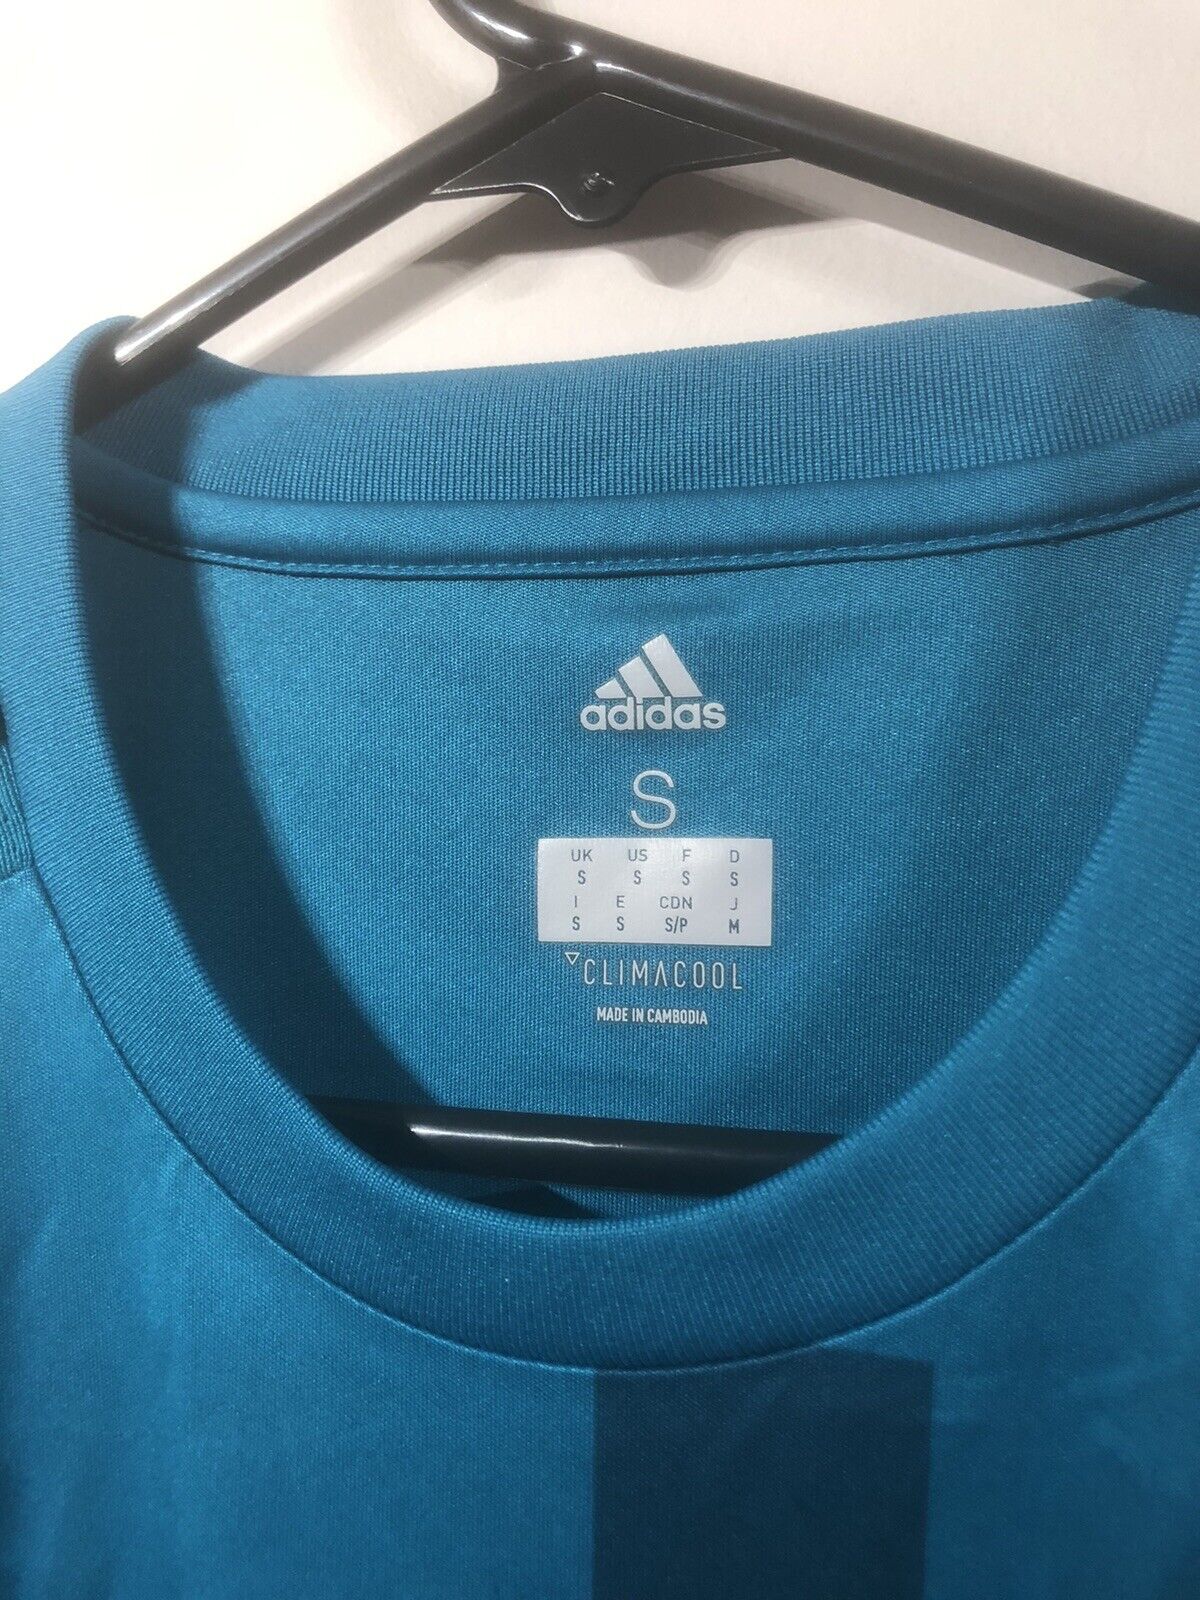 adidas
S
UK US F D
S S S S
I E CDN J
S S S/P M
CLIMACOOL
MADE IN CAMBODIA